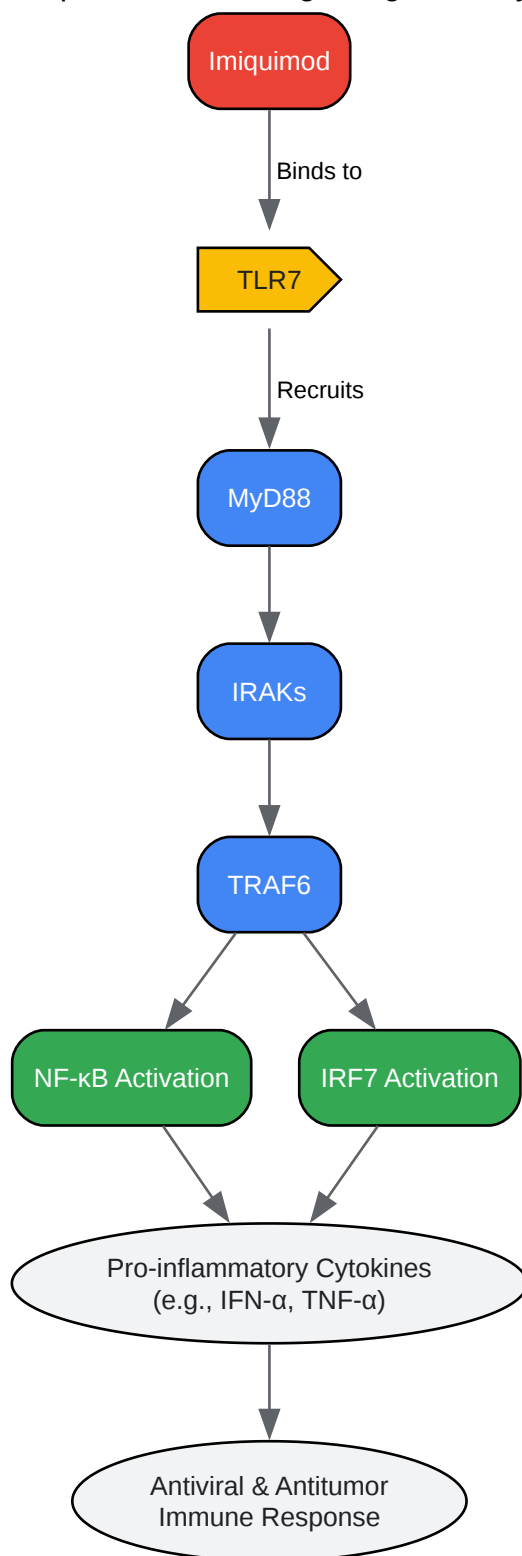 Imiquimod
Binds to
TLR7
Recruits
MyD88
IRAKs
TRAF6
NF-κB Activation
IRF7 Activation
Pro-inflammatory Cytokines
(e.g., IFN-α, TNF-α)
Antiviral & Antitumor
Immune Response